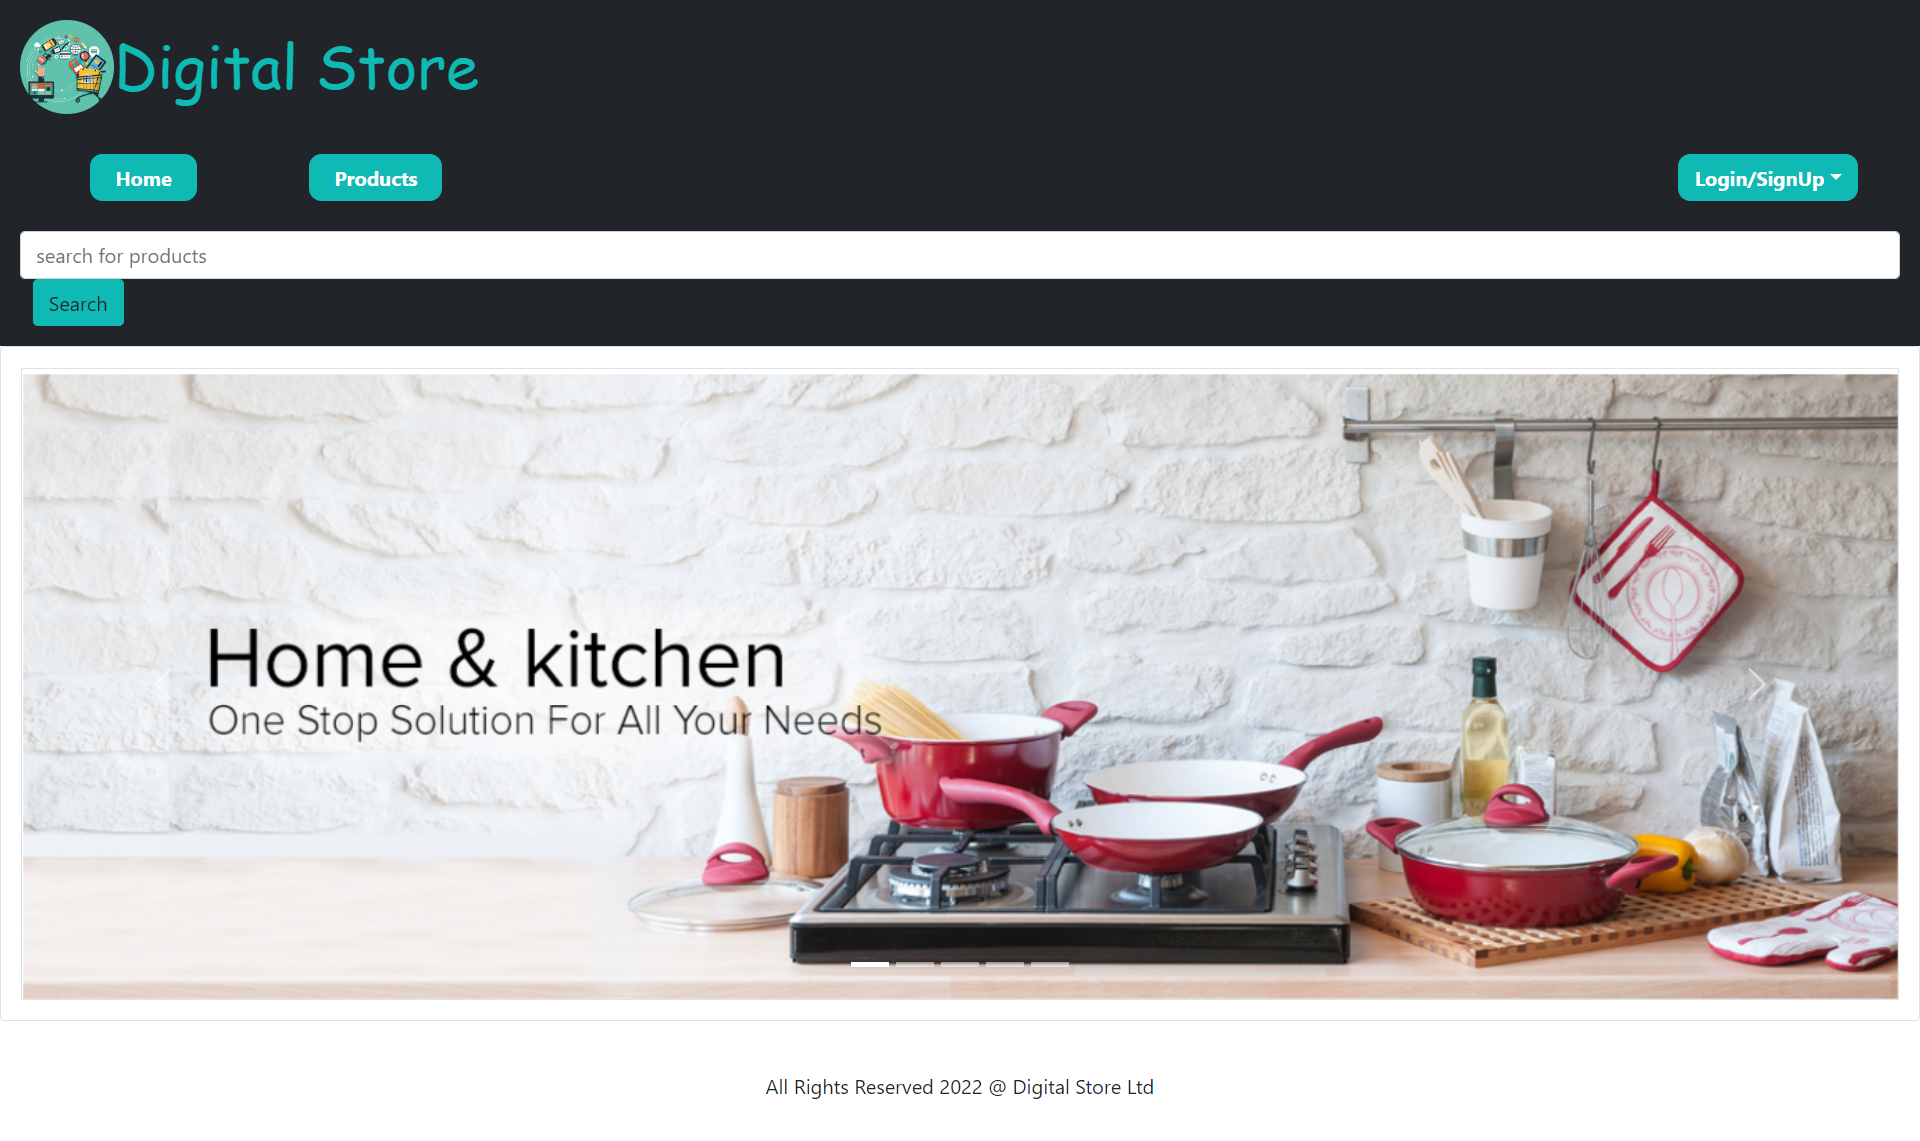 Digital Store
Home
Products
Login/SignUp
search for products
Search
Home & kitchen
One Stop Solution For All Your Needs
All Rights Reserved 2022 @ Digital Store Ltd